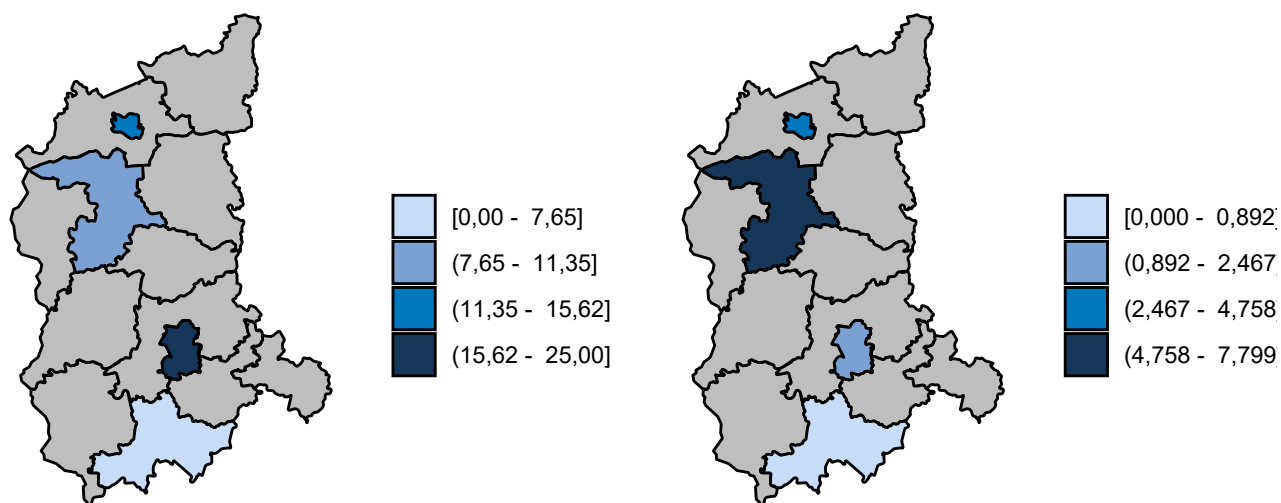 [0,00 - 7,65]
(7,65 - 11,35]
(11,35 - 15,62]
(15,62 - 25,00]
[0,000 - 0,892]
(0,892 - 2,467]
(2,467 - 4,758]
(4,758 - 7,799]